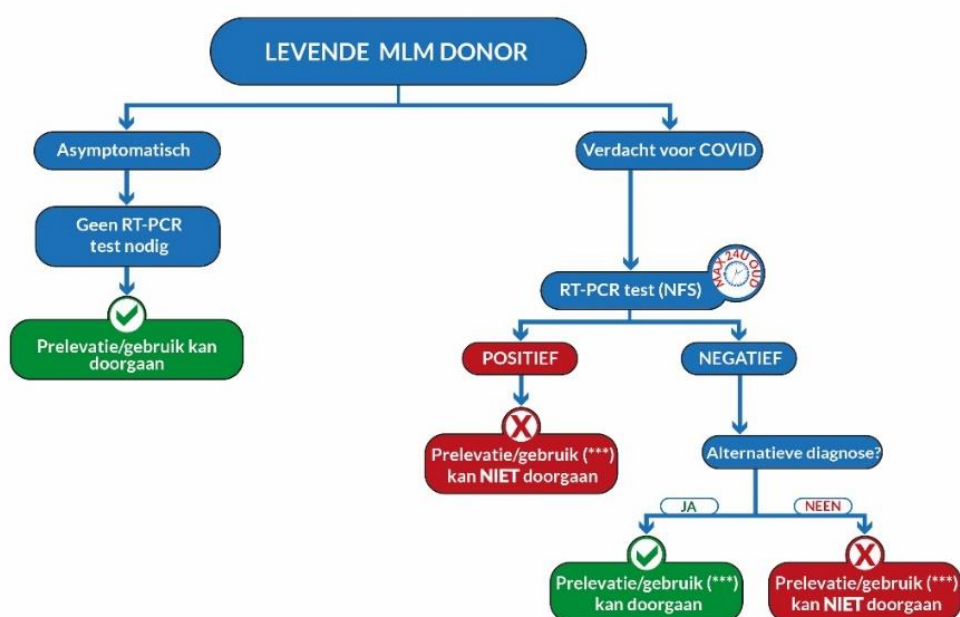 LEVENDE MLM DONOR
Asymptomatisch
Verdacht voor COVID
Geen RT-PCR
test nodig
MAX 24U OUD
RT-PCR test (NFS)
Prelevatie/gebruik kan
doorgaan
POSITIEF
NEGATIEF
Prelevatie/gebruik (***)
kan NIET doorgaan
Alternatieve diagnose?
JA
NEEN
Prelevatie/gebruik (***)
kan doorgaan
Prelevatie/gebruik (***)
kan NIET doorgaan